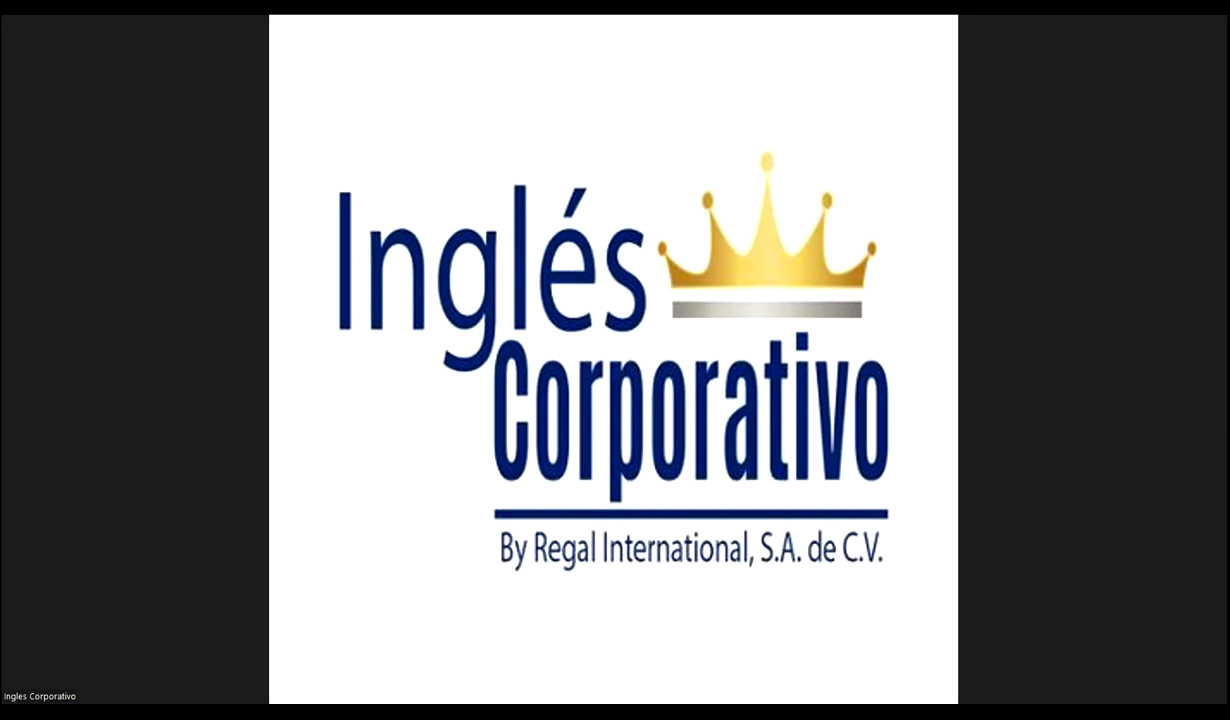 Inglés
Corporativo
By Regal International, S.A. de C.V.
Ingles Corporativo